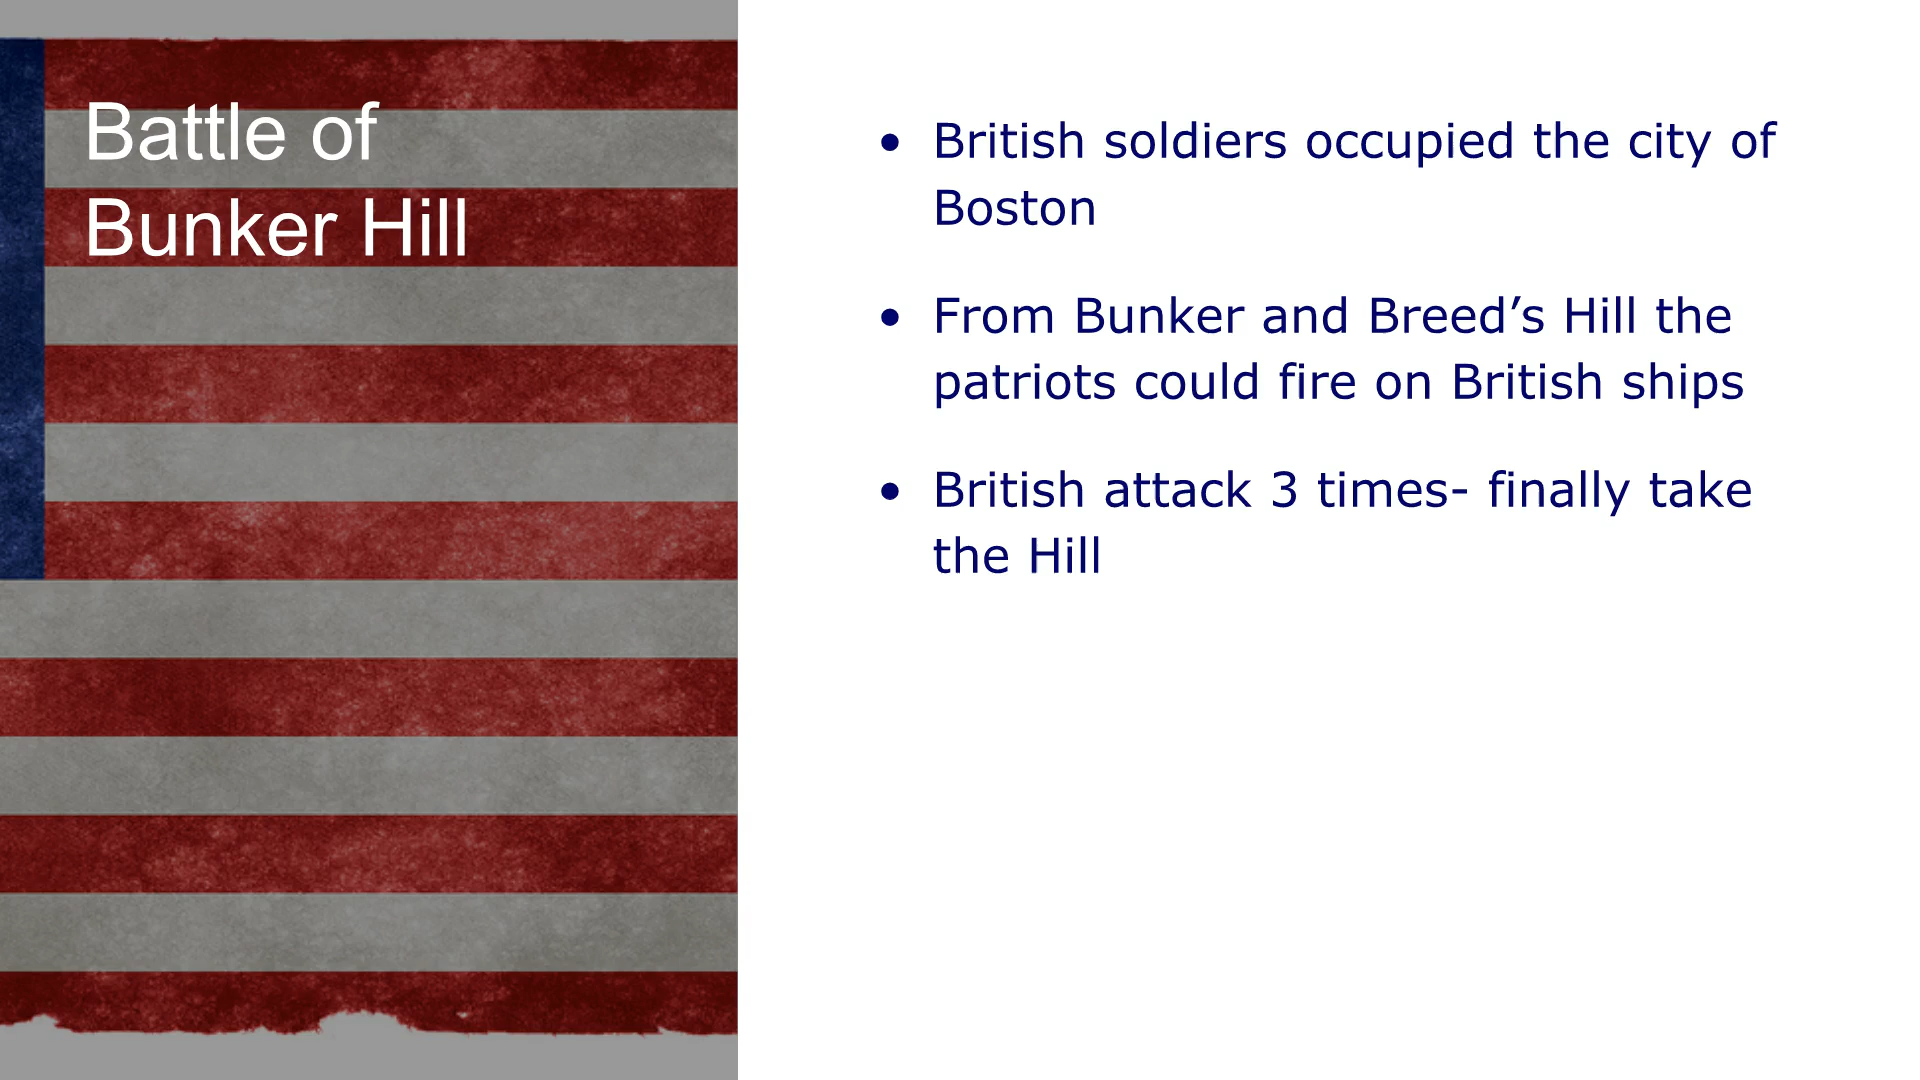 Battle of
Bunker Hill
• British soldiers occupied the city of
Boston
• From Bunker and Breed’s Hill the
patriots could fire on British ships
• British attack 3 times- finally take
the Hill